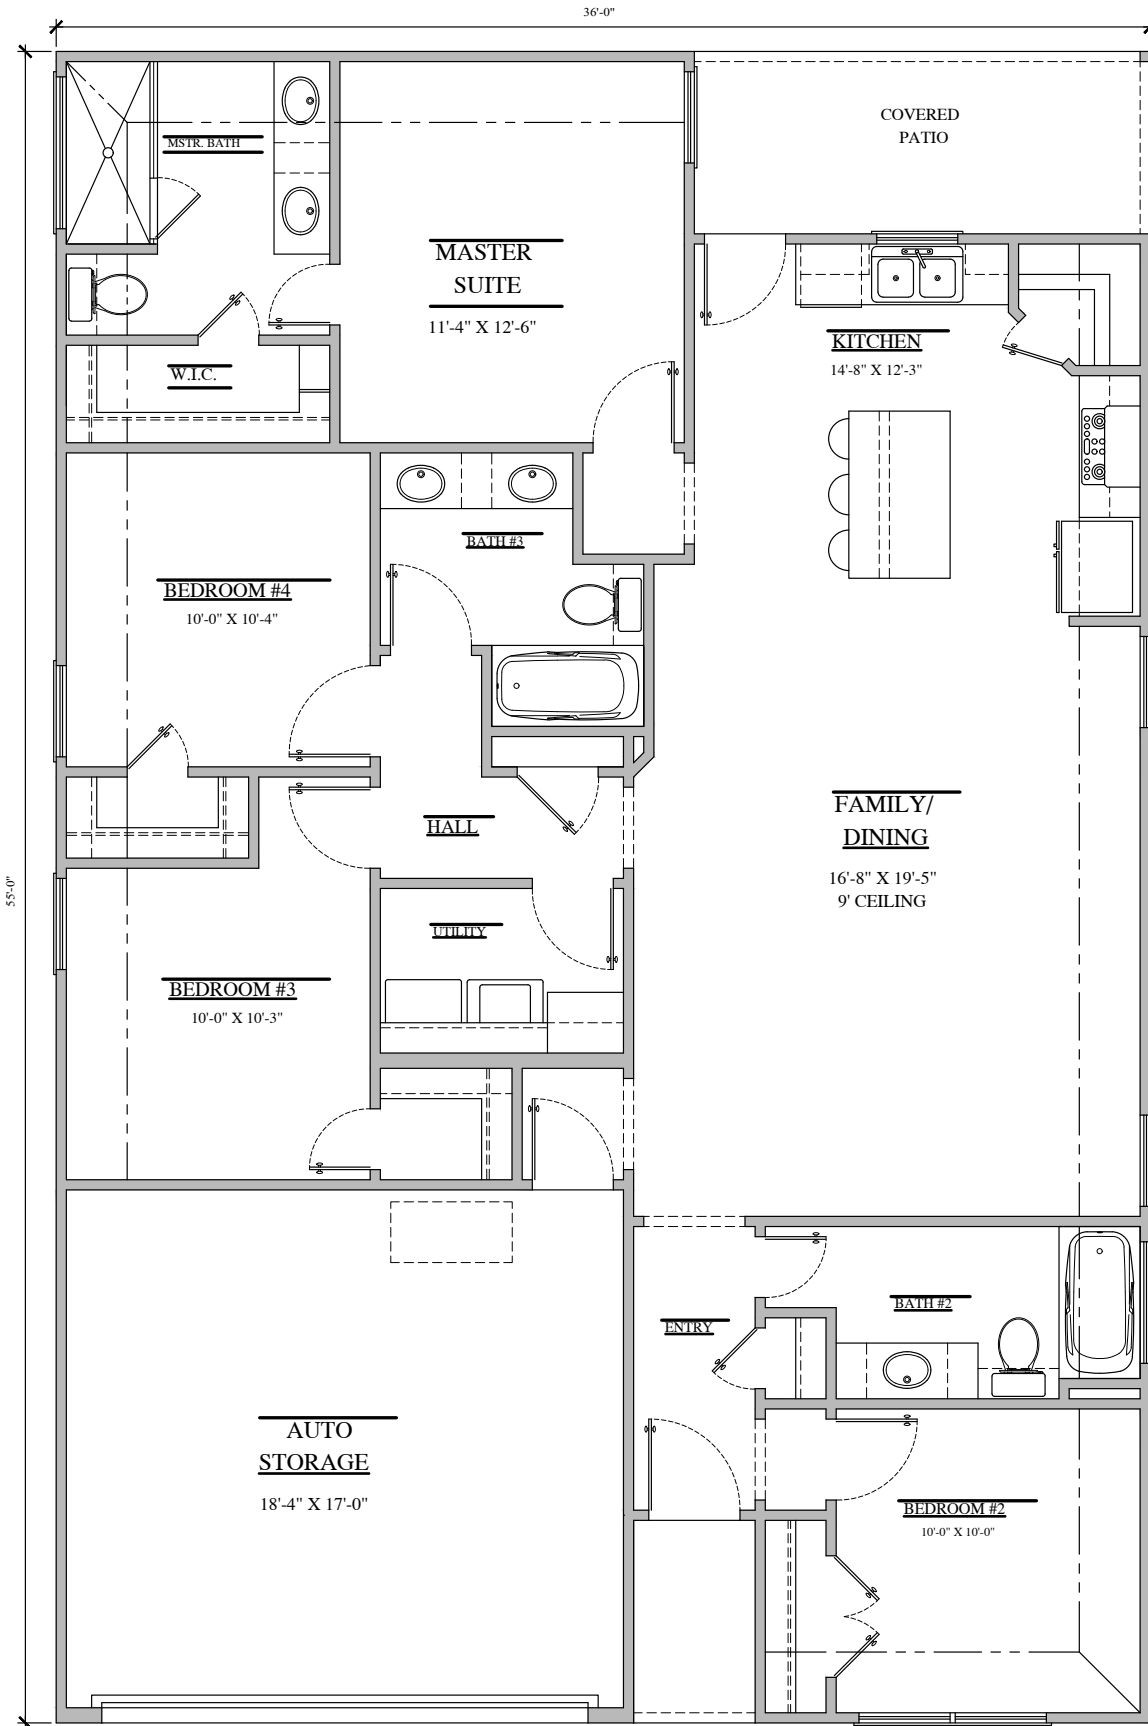 36'-0"
55'-0"
MSTR. BATH
MASTER
SUITE
11'-4" X 12'-6"
COVERED
PATIO
W.I.C.
KITCHEN
14'-8" X 12'-3"
BATH #3
BEDROOM #4
10'-0" X 10'-4"
HALL
FAMILY/
DINING
16'-8" X 19'-5"
9' CEILING
UTILITY
BEDROOM #3
10'-0" X 10'-3"
ENTRY
BATH #2
AUTO
STORAGE
18'-4" X 17'-0"
BEDROOM #2
10'-0" X 10'-0"